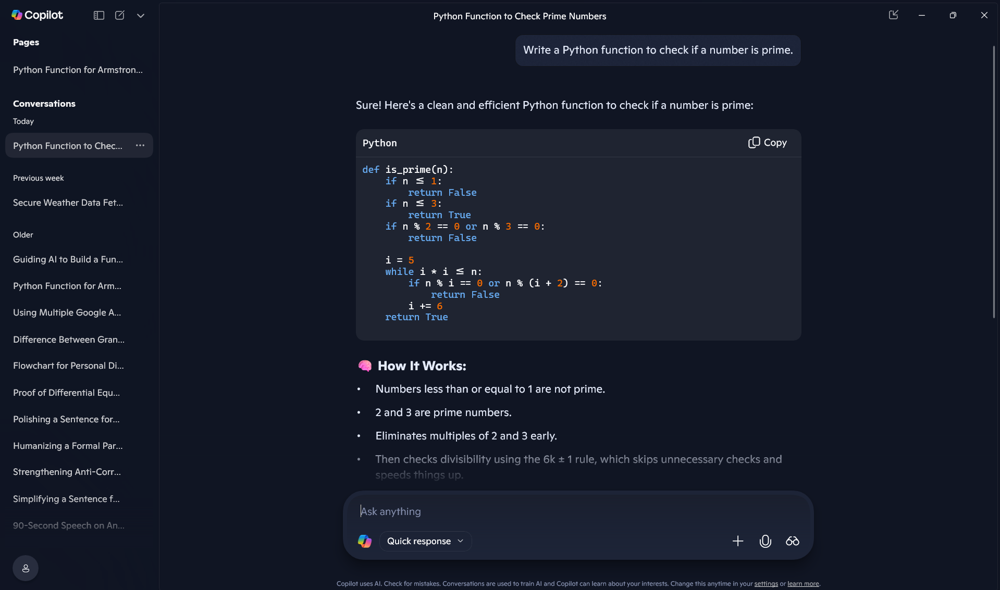 Copilot
Pages
Python Function for Armstron...
Conversations
Today
Python Function to Chec...
Previous week
Secure Weather Data Fet...
Older
Guiding AI to Build a Fun...
Python Function for Arm...
Using Multiple Google A...
Difference Between Gran...
Flowchart for Personal Di...
Proof of Differential Equ...
Polishing a Sentence for...
Humanizing a Formal Par...
Strengthening Anti-Corr...
Simplifying a Sentence f...
90-Second Speech on An...
Python Function to Check Prime Numbers
Write a Python function to check if a number is prime.
Sure! Here's a clean and efficient Python function to check if a number is prime:
Python
Copy
def is_prime(n):
    if n ≤ 1:
        return False
    if n ≤ 3:
        return True
    if n % 2 == 0 or n % 3 == 0:
        return False

    i = 5
    while i * i ≤ n:
        if n % i == 0 or n % (i + 2) == 0:
            return False
        i += 6
    return True
🧠 How It Works:
• Numbers less than or equal to 1 are not prime.
• 2 and 3 are prime numbers.
• Eliminates multiples of 2 and 3 early.
• Then checks divisibility using the 6k ± 1 rule, which skips unnecessary checks and
speeds things up.
Ask anything
Quick response
Copilot uses AI. Check for mistakes. Conversations are used to train AI and Copilot can learn about your interests. Change this anytime in your settings or learn more.